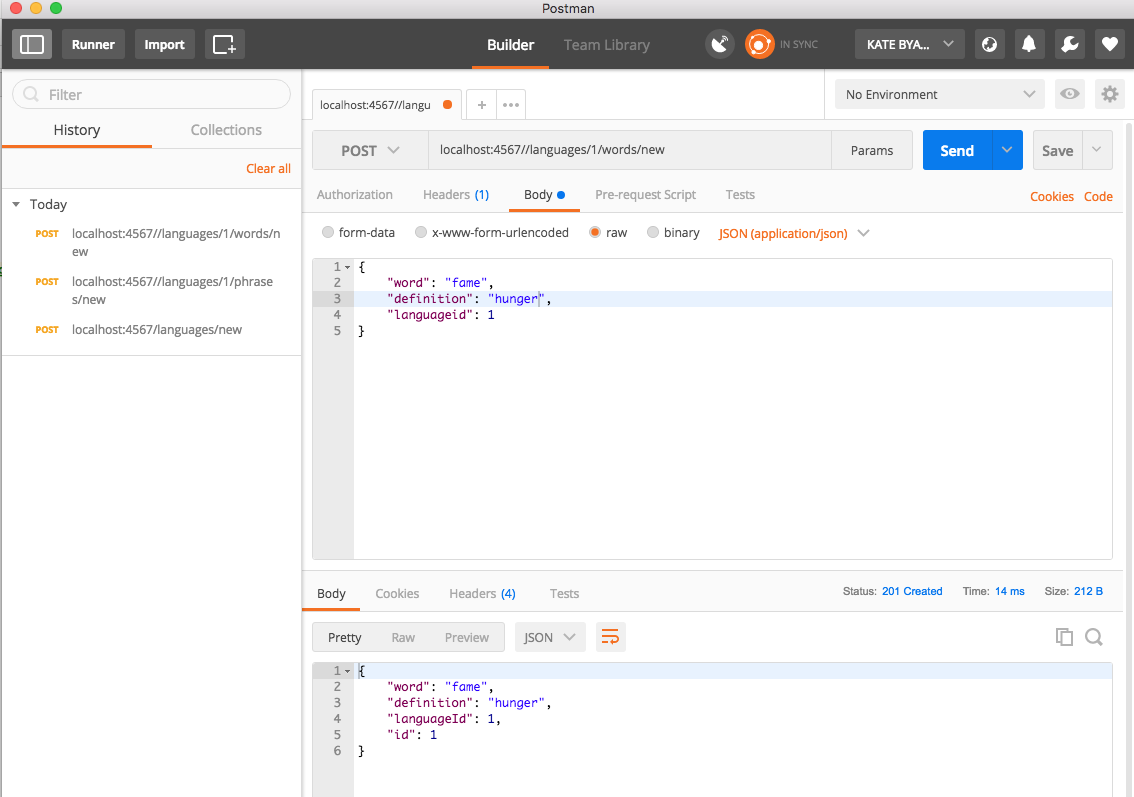 Postman
Runner
Import
Builder
Team Library
IN SYNC
KATE BYA...
Filter
History
Collections
Clear all
Today
POST localhost:4567//languages/1/words/n
ew
POST localhost:4567//languages/1/phrase
s/new
POST localhost:4567/languages/new
localhost:4567//langu
No Environment
POST localhost:4567//languages/1/words/new Params Send Save
Authorization Headers (1) Body Pre-request Script Tests Cookies Code
form-data x-www-form-urlencoded raw binary JSON (application/json)
1 {
2 "word": "fame",
3 "definition": "hunger",
4 "languageid": 1
5 }
Body Cookies Headers (4) Tests Status: 201 Created Time: 14 ms Size: 212 B
Pretty Raw Preview JSON
1 {
2 "word": "fame",
3 "definition": "hunger",
4 "languageId": 1,
5 "id": 1
6 }